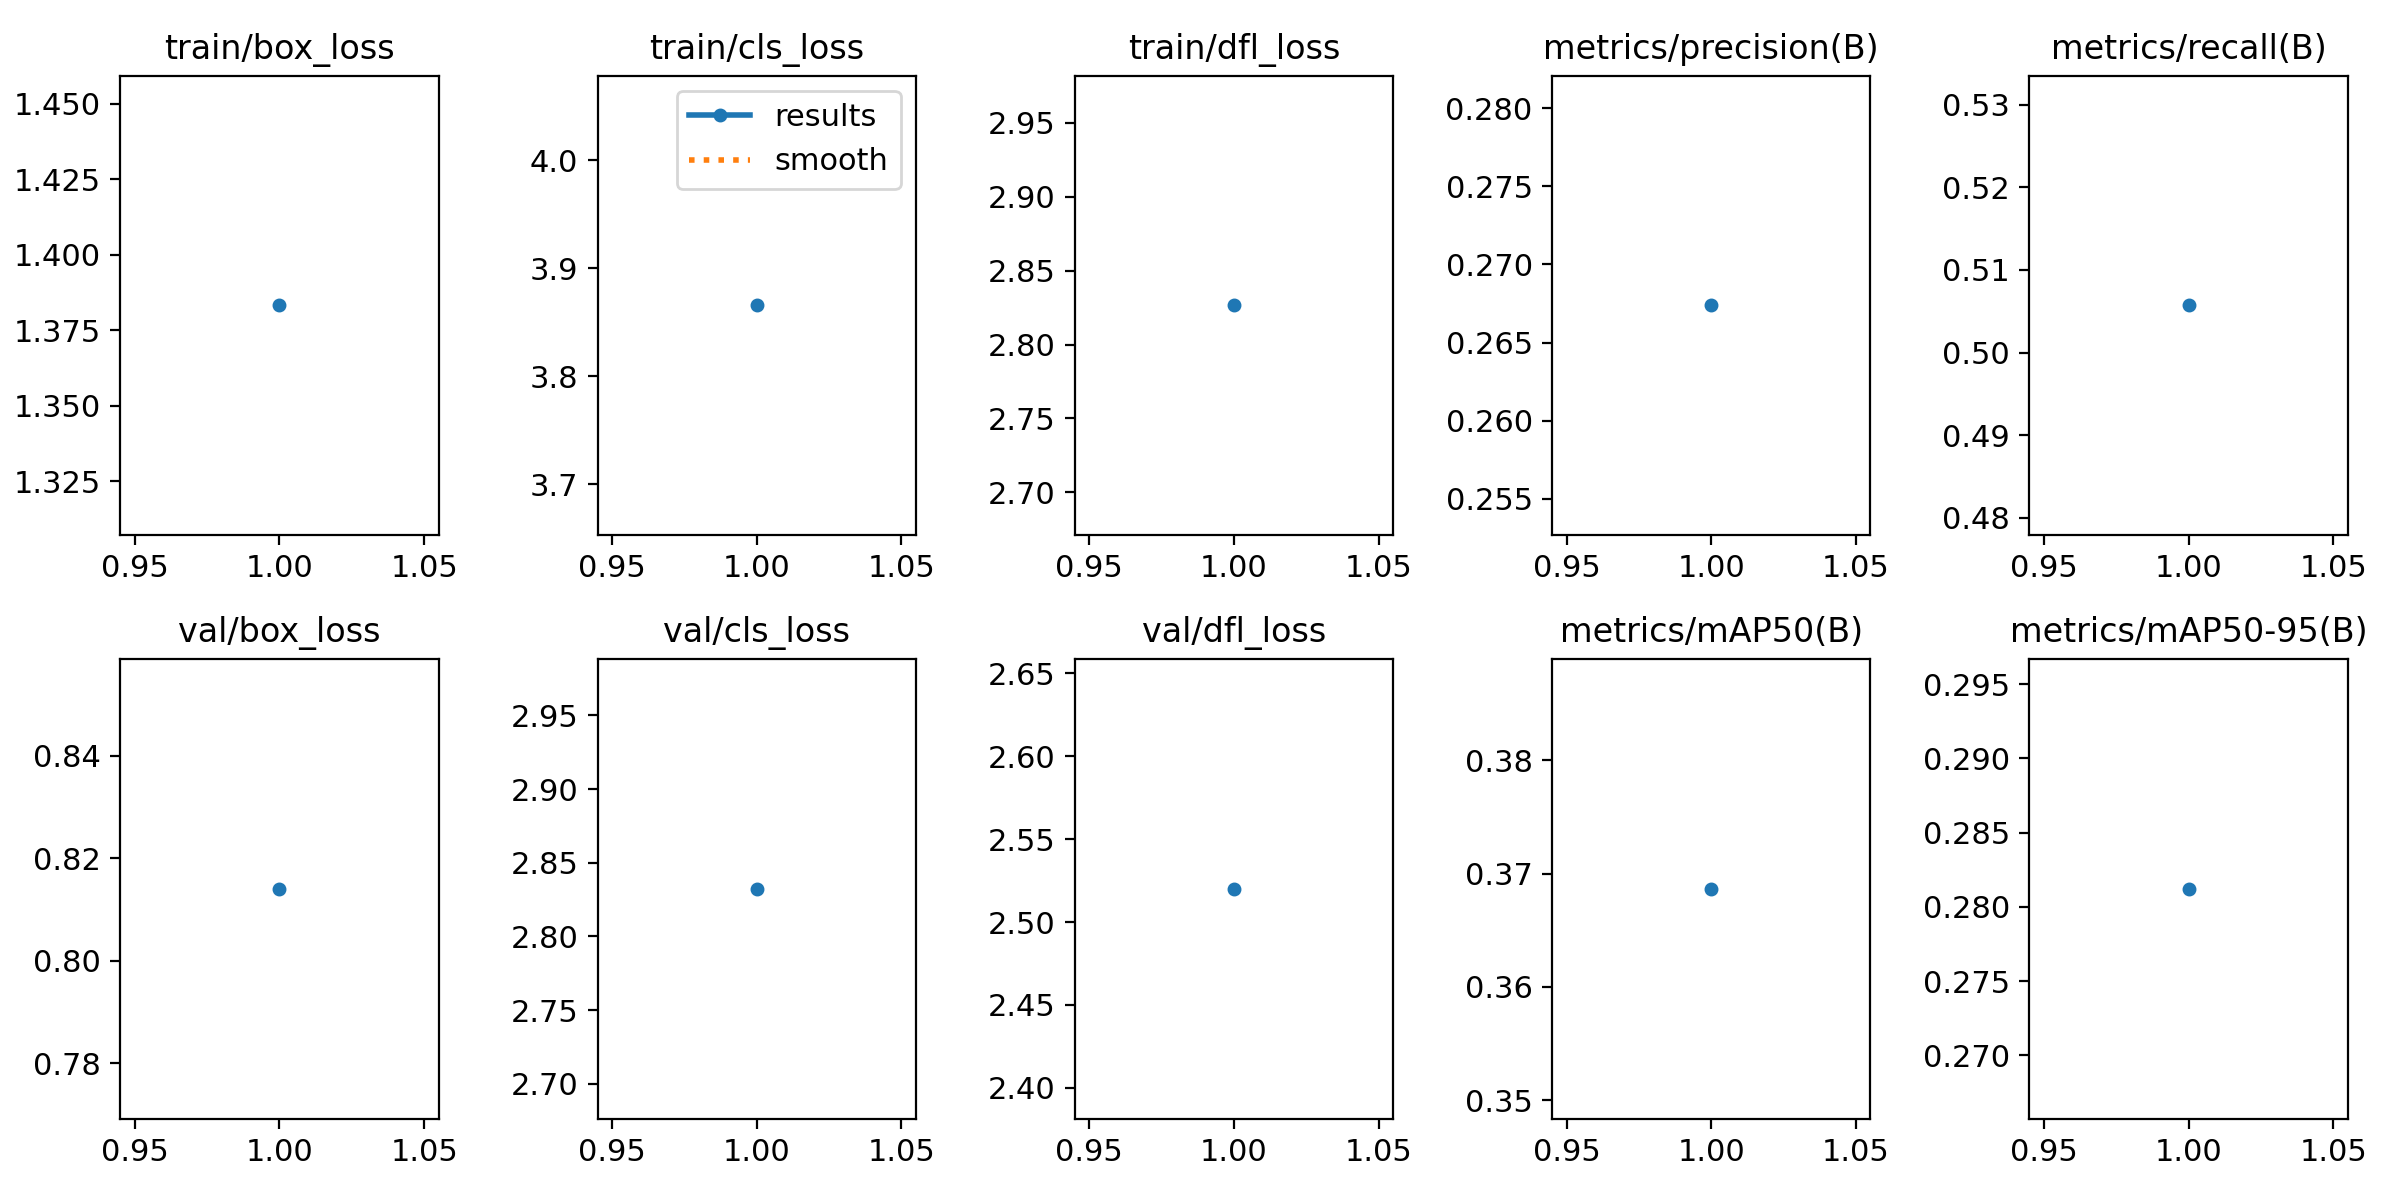 train/box_loss
train/cls_loss
train/dfl_loss
metrics/precision(B)
metrics/recall(B)
1.450
1.425
1.400
1.375
1.350
1.325
0.95 1.00 1.05
results
smooth
4.0
3.9
3.8
3.7
0.95 1.00 1.05
2.95
2.90
2.85
2.80
2.75
2.70
0.95 1.00 1.05
0.280
0.275
0.270
0.265
0.260
0.255
0.95 1.00 1.05
0.53
0.52
0.51
0.50
0.49
0.48
0.95 1.00 1.05
val/box_loss
val/cls_loss
val/dfl_loss
metrics/mAP50(B)
metrics/mAP50-95(B)
0.84
0.82
0.80
0.78
0.95 1.00 1.05
2.95
2.90
2.85
2.80
2.75
2.70
0.95 1.00 1.05
2.65
2.60
2.55
2.50
2.45
2.40
0.95 1.00 1.05
0.38
0.37
0.36
0.35
0.95 1.00 1.05
0.295
0.290
0.285
0.280
0.275
0.270
0.95 1.00 1.05